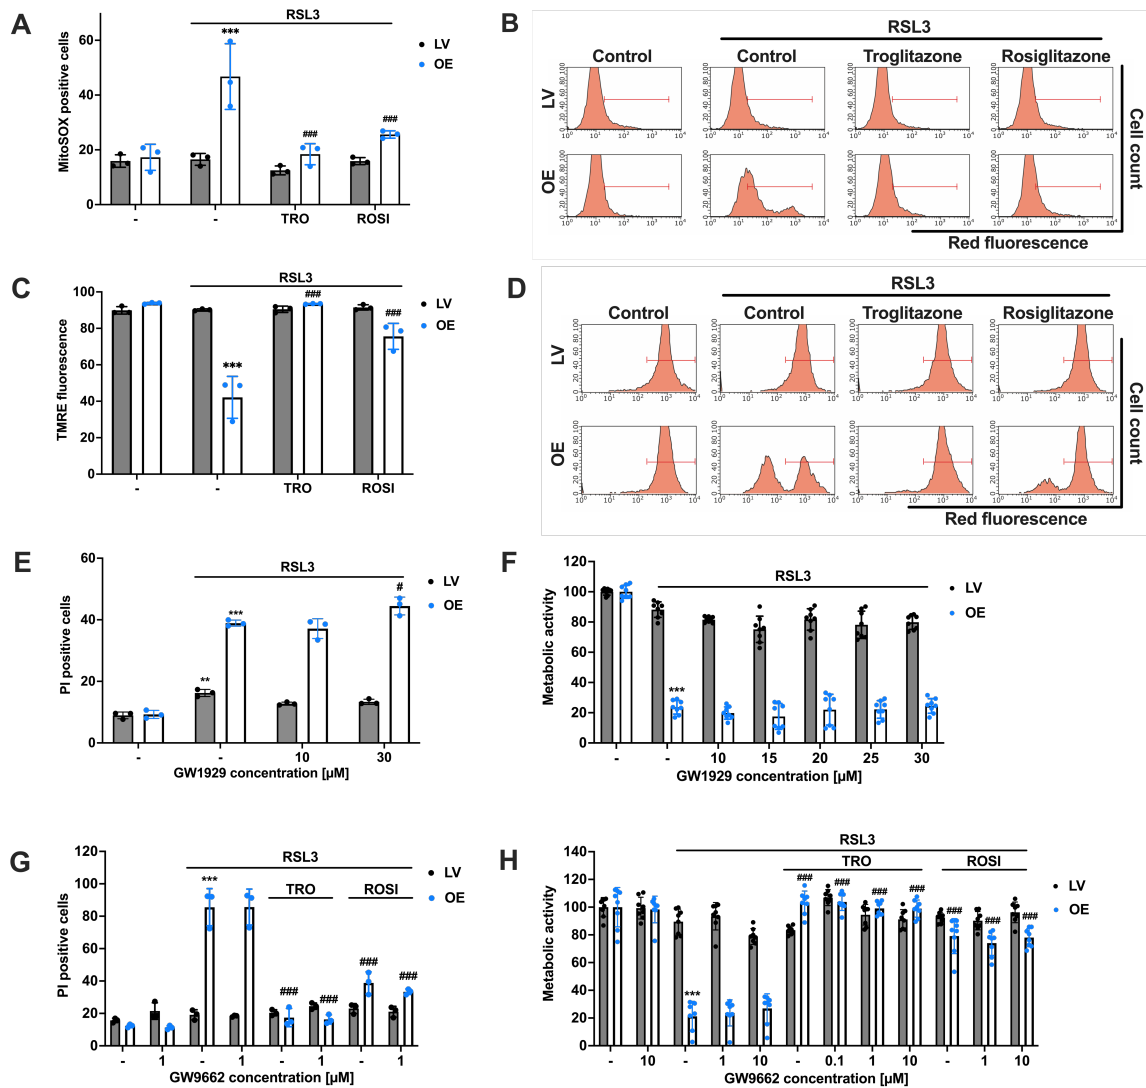 A
RSL3
MitoSOX positive cells
80
60
40
20
0
***
###
###
LV
OE
-
-
TRO
ROSI
B
RSL3
Control
Control
Troglitazone
Rosiglitazone
LV
OE
Cell count
Red fluorescence
C
RSL3
TMRE fluorescence
100
80
60
40
20
0
***
###
###
LV
OE
-
-
TRO
ROSI
D
RSL3
Control
Control
Troglitazone
Rosiglitazone
LV
OE
Cell count
Red fluorescence
E
RSL3
PI positive cells
60
40
20
0
**
***
#
LV
OE
-
-
10
30
GW1929 concentration [µM]
F
RSL3
Metabolic activity
120
100
80
60
40
20
0
***
LV
OE
-
-
10
15
20
25
30
GW1929 concentration [µM]
G
RSL3
TRO
ROSI
PI positive cells
120
100
80
60
40
20
0
***
###
###
###
###
LV
OE
-
1
-
1
-
1
-
1
GW9662 concentration [µM]
H
RSL3
TRO
ROSI
Metabolic activity
140
120
100
80
60
40
20
0
***
###
###
###
###
###
###
###
LV
OE
-
10
-
1
10
-
0.1
1
10
-
1
10
GW9662 concentration [µM]